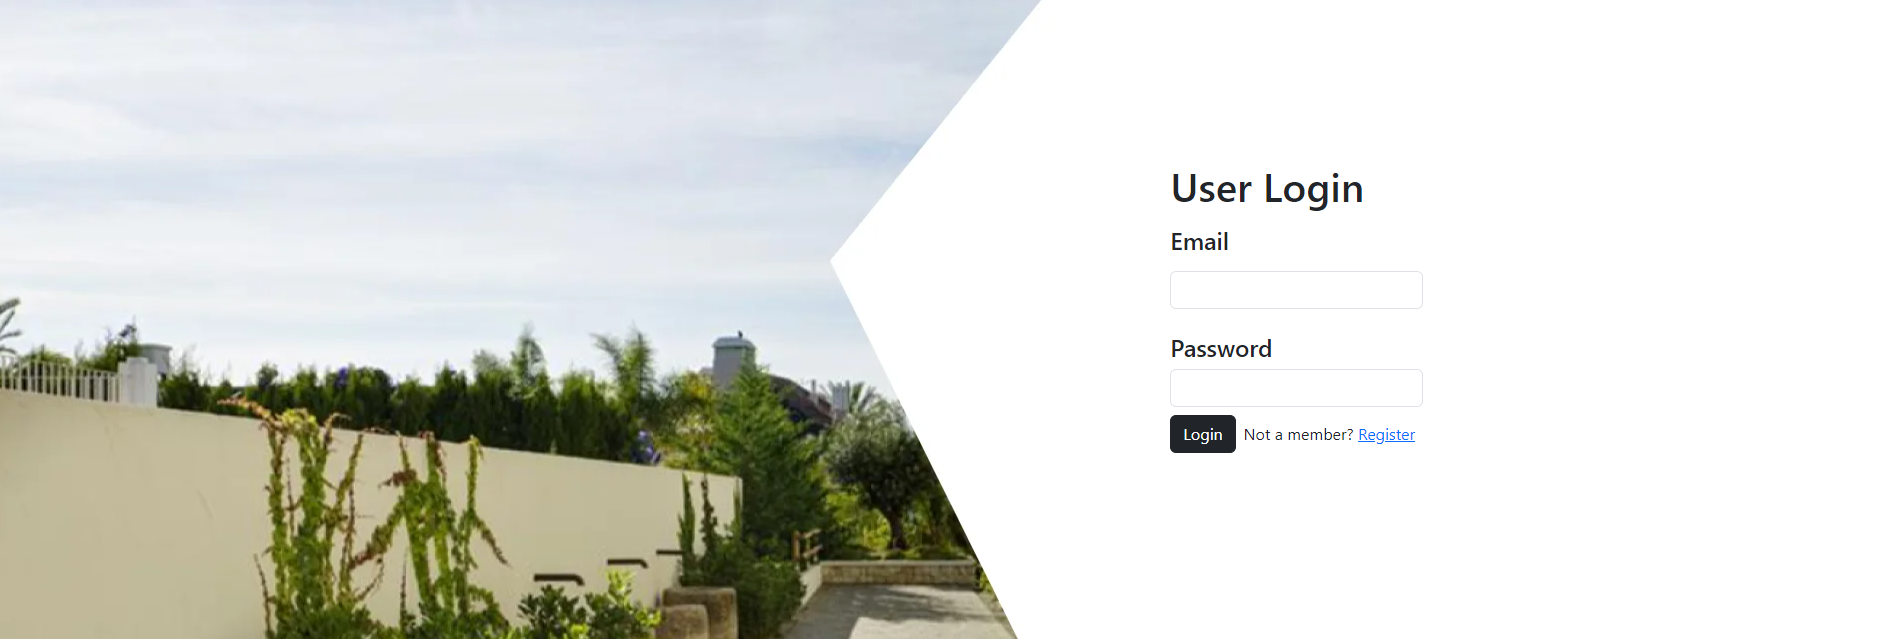 User Login
Email
Password
Login Not a member? Register